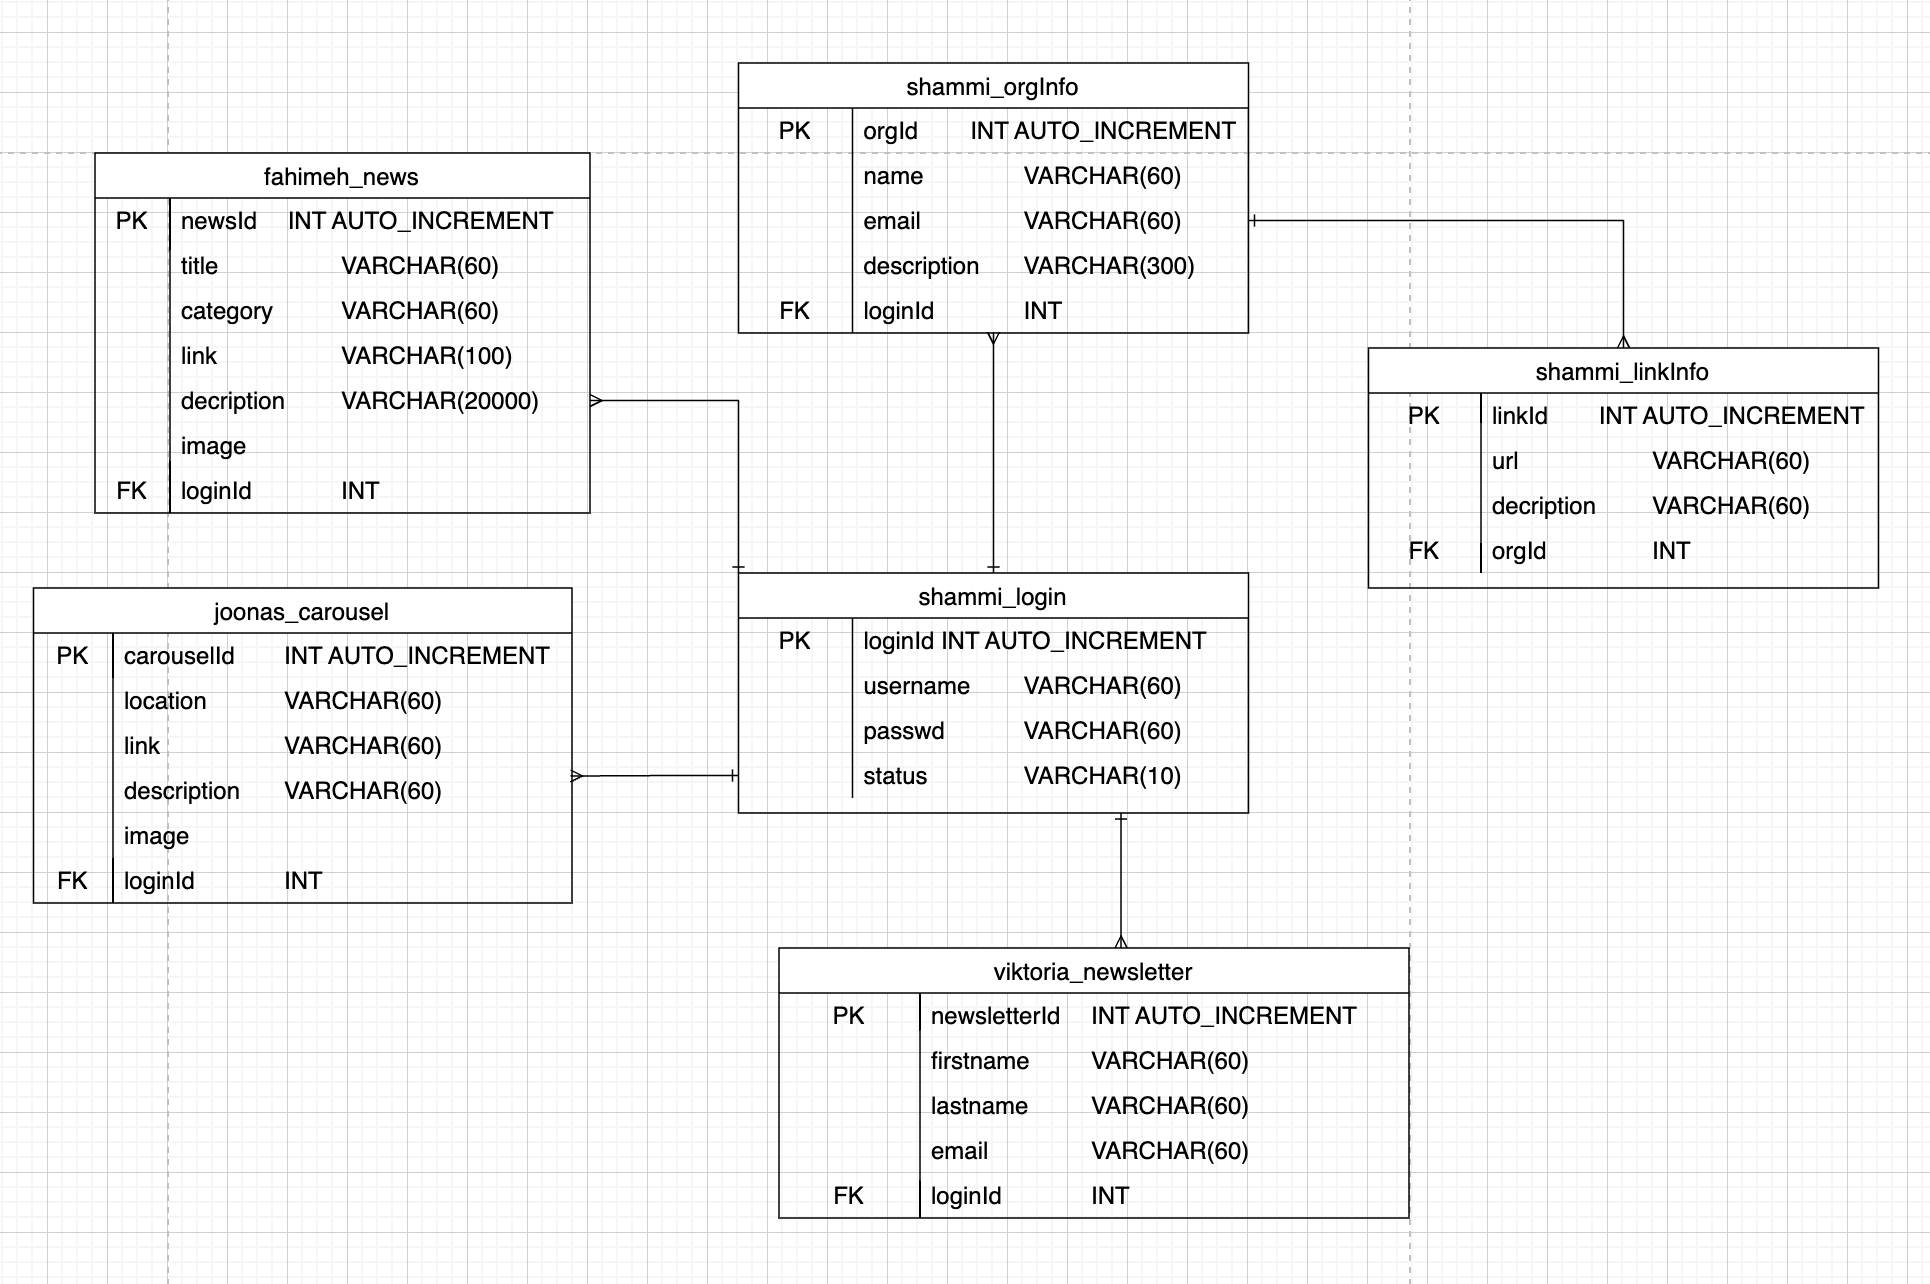 shammi_orgInfo
PK orgId INT AUTO_INCREMENT
name VARCHAR(60)
email VARCHAR(60)
description VARCHAR(300)
FK loginId INT
fahimeh_news
PK newsId INT AUTO_INCREMENT
title VARCHAR(60)
category VARCHAR(60)
link VARCHAR(100)
decription VARCHAR(20000)
image
FK loginId INT
shammi_linkInfo
PK linkId INT AUTO_INCREMENT
url VARCHAR(60)
decription VARCHAR(60)
FK orgId INT
joonas_carousel
PK carouselId INT AUTO_INCREMENT
location VARCHAR(60)
link VARCHAR(60)
description VARCHAR(60)
image
FK loginId INT
shammi_login
PK loginId INT AUTO_INCREMENT
username VARCHAR(60)
passwd VARCHAR(60)
status VARCHAR(10)
viktoria_newsletter
PK newsletterId INT AUTO_INCREMENT
firstname VARCHAR(60)
lastname VARCHAR(60)
email VARCHAR(60)
FK loginId INT